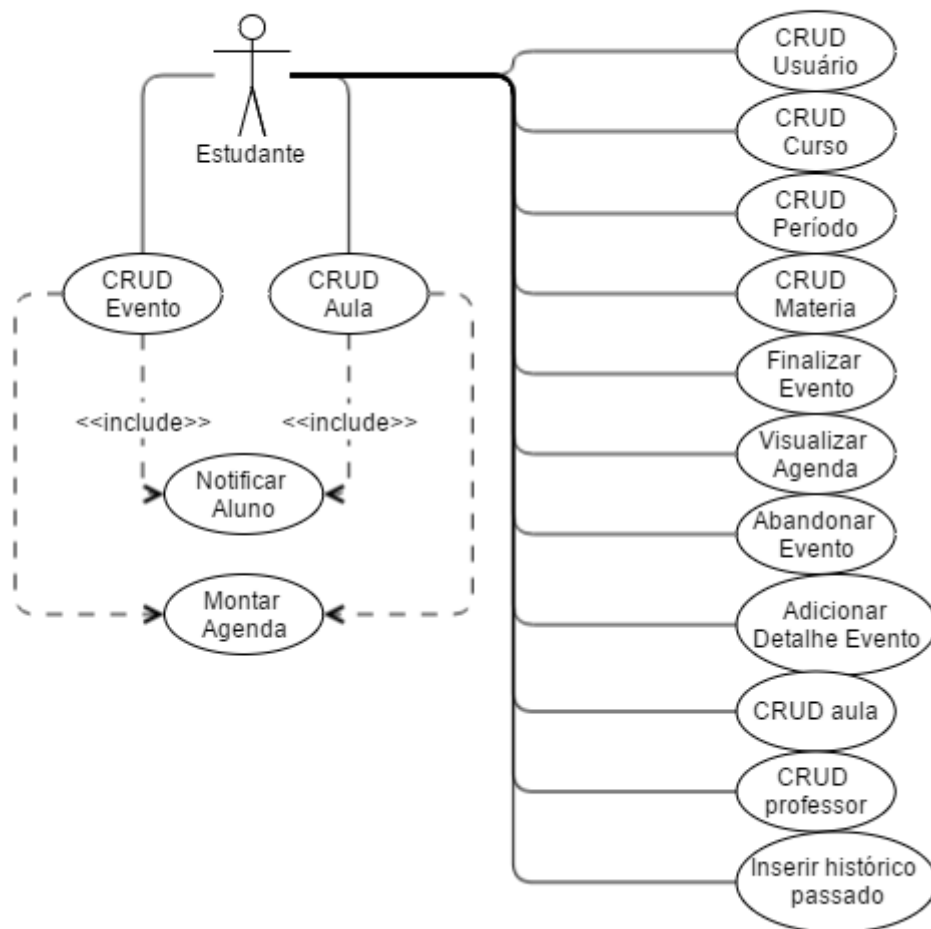 Estudante
CRUD
Evento
CRUD
Aula
<<include>>
<<include>>
Notificar
Aluno
Montar
Agenda
CRUD
Usuário
CRUD
Curso
CRUD
Período
CRUD
Materia
Finalizar
Evento
Visualizar
Agenda
Abandonar
Evento
Adicionar
Detalhe Evento
CRUD aula
CRUD
professor
Inserir histórico
passado